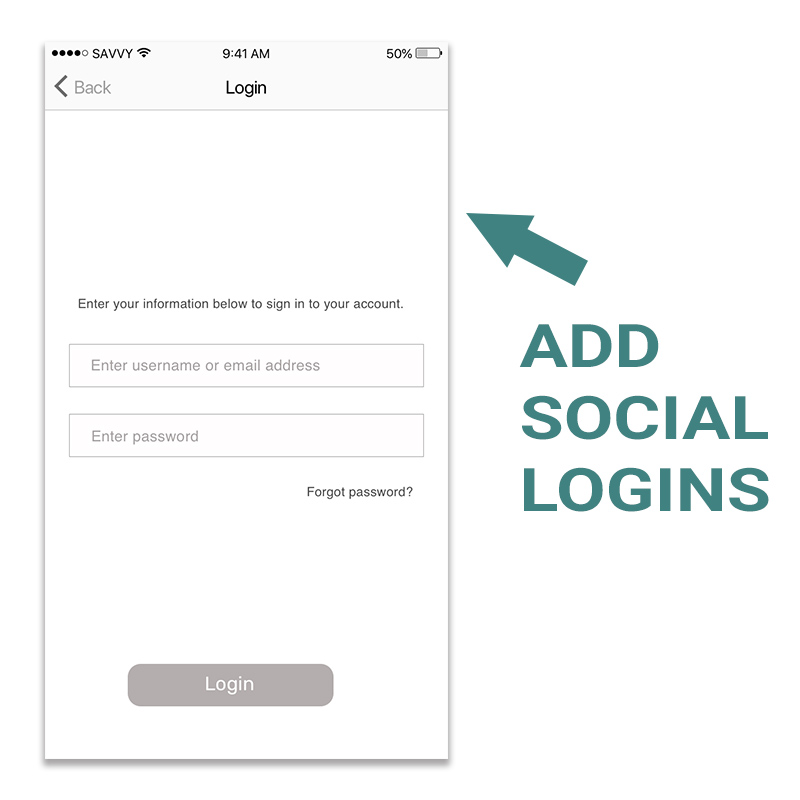 SAVVY 9:41 AM 50%
Back Login
Enter your information below to sign in to your account.
Enter username or email address
Enter password
Forgot password?
Login
ADD
SOCIAL
LOGINS